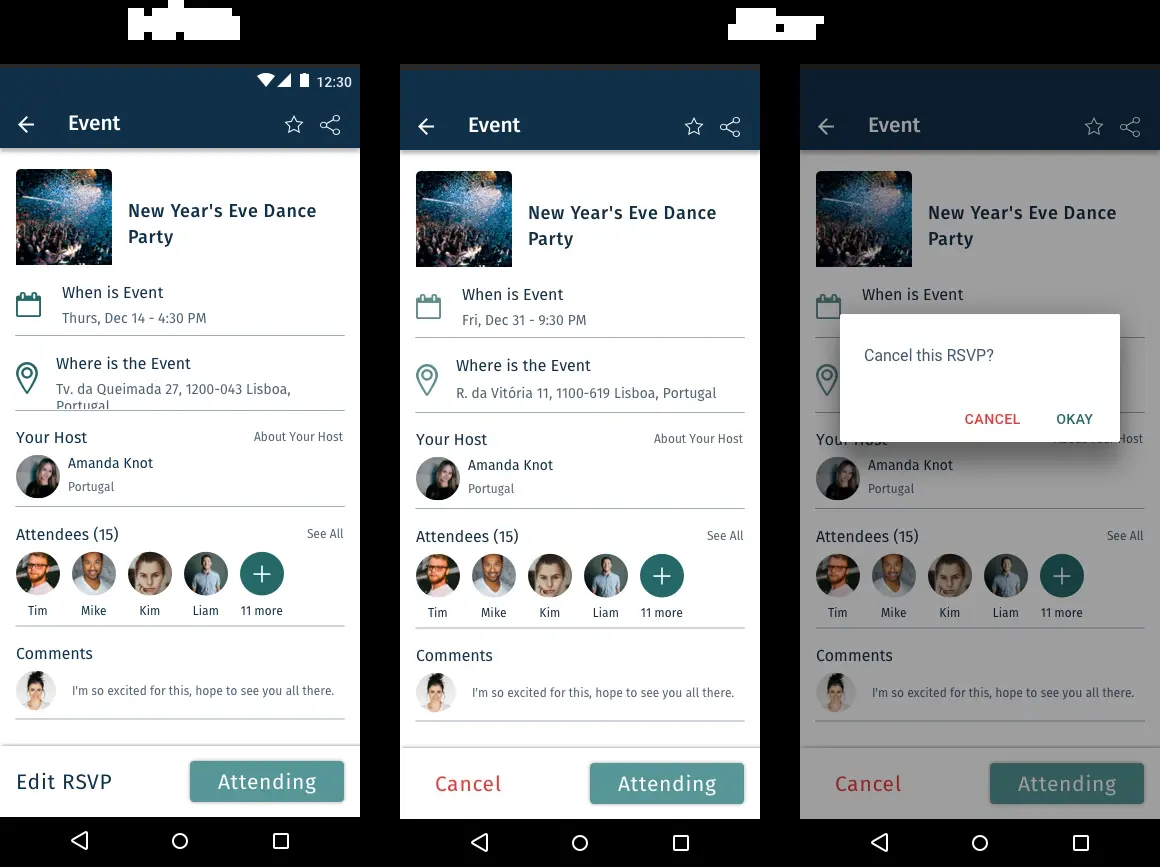 12:30
Event
New Year's Eve Dance
Party
When is Event
Thurs, Dec 14 - 4:30 PM
Where is the Event
Tv. da Queimada 27, 1200-043 Lisboa,
Portugal
Your Host
About Your Host
Amanda Knot
Portugal
Attendees (15)
See All
Tim
Mike
Kim
Liam
11 more
Comments
I'm so excited for this, hope to see you all there.
Edit RSVP
Attending
Event
New Year's Eve Dance
Party
When is Event
Fri, Dec 31 - 9:30 PM
Where is the Event
R. da Vitória 11, 1100-619 Lisboa, Portugal
Your Host
About Your Host
Amanda Knot
Portugal
Attendees (15)
See All
Tim
Mike
Kim
Liam
11 more
Comments
I'm so excited for this, hope to see you all there.
Cancel
Attending
Event
New Year's Eve Dance
Party
When is Event
Cancel this RSVP?
CANCEL
OKAY
Your Host
About Your Host
Amanda Knot
Portugal
Attendees (15)
See All
Tim
Mike
Kim
Liam
11 more
Comments
I'm so excited for this, hope to see you all there.
Cancel
Attending